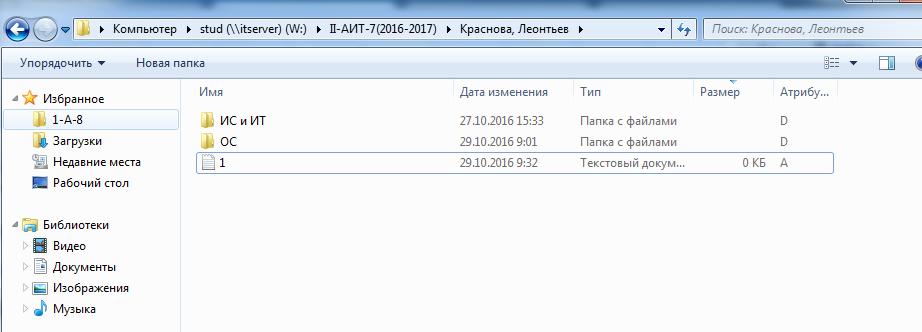 Компьютер stud (\\itserver) (W:) II-АИТ-7(2016-2017) Краснова, Леонтьев Поиск: Краснова, Леонтьев
Упорядочить Новая папка
Избранное
1-А-8
Загрузки
Недавние места
Рабочий стол
Библиотеки
Видео
Документы
Изображения
Музыка
Имя Дата изменения Тип Размер Атрибу...
ИС и ИТ 27.10.2016 15:33 Папка с файлами D
ОС 29.10.2016 9:01 Папка с файлами D
1 29.10.2016 9:32 Текстовый докум... 0 КБ A